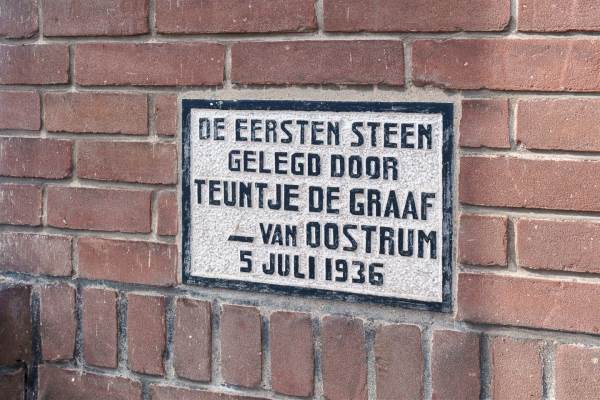 DE EERSTEN STEEN
GELEGD DOOR
TEUNTJE DE GRAAF
_ VAN OOSTRUM
5 JULI 1936